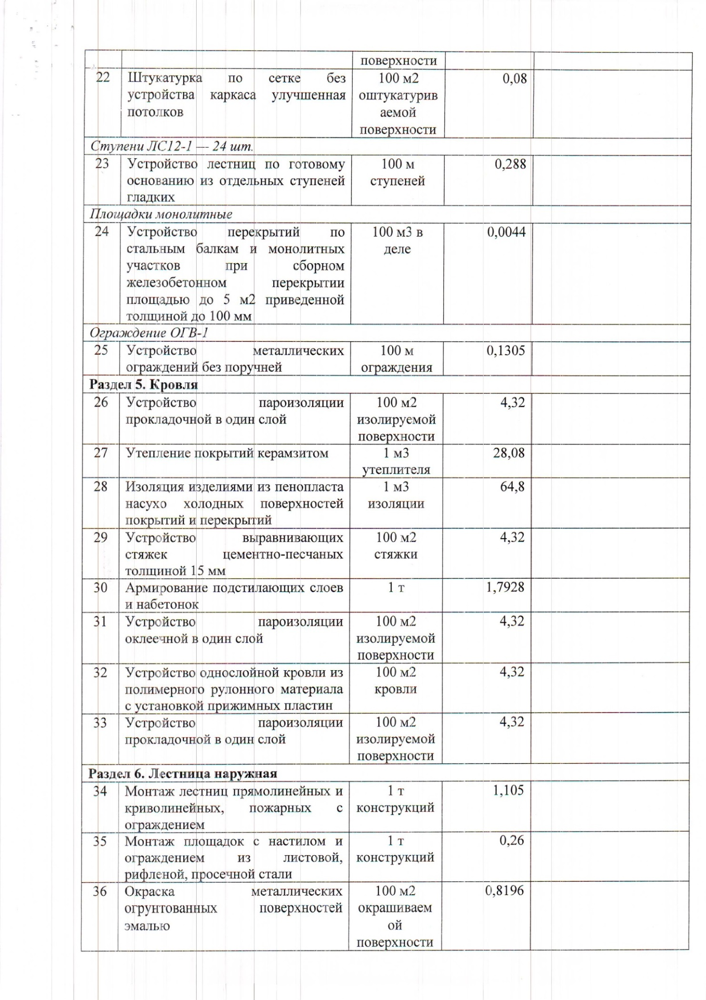 поверхности
22 Штукатурка по сетке без 100 м2 0,08
устройства каркаса улучшенная оштукатурив
потолков аемой
поверхности
Ступени ЛС12-1 — 24 шт.
23 Устройство лестниц по готовому 100 м 0,288
основанию из отдельных ступеней ступеней
гладких
Площадки монолитные
24 Устройство перекрытий по 100 м3 в 0,0044
стальным балкам и монолитных деле
участков при сборном
железобетонном перекрытии
площадью до 5 м2 приведенной
толщиной до 100 мм
Ограждение ОГВ-1
25 Устройство металлических 100 м 0,1305
ограждений без поручней ограждения
Раздел 5. Кровля
26 Устройство пароизоляции 100 м2 4,32
прокладочной в один слой изолируемой
поверхности
27 Утепление покрытий керамзитом 1 м3 28,08
утеплителя
28 Изоляция изделиями из пенопласта 1 м3 64,8
насухо холодных поверхностей изоляции
покрытий и перекрытий
29 Устройство выравнивающих 100 м2 4,32
стяжек цементно-песчаных стяжки
толщиной 15 мм
30 Армирование подстилающих слоев 1 т 1,7928
и набетонок
31 Устройство пароизоляции 100 м2 4,32
оклеечной в один слой изолируемой
поверхности
32 Устройство однослойной кровли из 100 м2 4,32
полимерного рулонного материала кровли
с установкой прижимных пластин
33 Устройство пароизоляции 100 м2 4,32
прокладочной в один слой изолируемой
поверхности
Раздел 6. Лестница наружная
34 Монтаж лестниц прямолинейных и 1 т 1,105
криволинейных, пожарных с конструкций
ограждением
35 Монтаж площадок с настилом и 1 т 0,26
ограждением из листовой, конструкций
рифленой, просечной стали
36 Окраска металлических 100 м2 0,8196
огрунтованных поверхностей окрашиваем
эмалью ой
поверхности